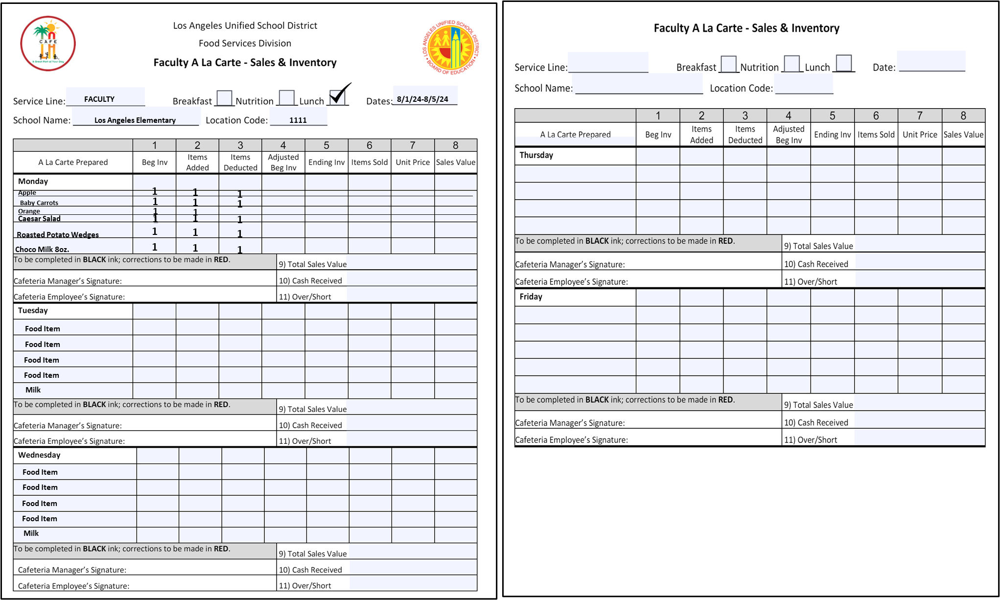 CAFE
LA
A Great Part of Your Day
Los Angeles Unified School District
Food Services Division
Faculty A La Carte - Sales & Inventory
LOS ANGELES UNIFIED SCHOOL DISTRICT • BOARD OF EDUCATION •
Service Line: FACULTY Breakfast Nutrition Lunch Dates: 8/1/24-8/5/24
School Name: Los Angeles Elementary Location Code: 1111
1 2 3 4 5 6 7 8
A La Carte Prepared Beg Inv Items Added Items Deducted Adjusted Beg Inv Ending Inv Items Sold Unit Price Sales Value
Monday
Apple 1 1 1
Baby Carrots 1 1 1
Orange 1 1
Caesar Salad 1 1 1
Roasted Potato Wedges 1 1 1
Choco Milk 8oz. 1 1 1
To be completed in BLACK ink; corrections to be made in RED. 9) Total Sales Value
Cafeteria Manager’s Signature: 10) Cash Received
Cafeteria Employee’s Signature: 11) Over/Short
Tuesday
Food Item
Food Item
Food Item
Food Item
Milk
To be completed in BLACK ink; corrections to be made in RED. 9) Total Sales Value
Cafeteria Manager’s Signature: 10) Cash Received
Cafeteria Employee’s Signature: 11) Over/Short
Wednesday
Food Item
Food Item
Food Item
Food Item
Milk
To be completed in BLACK ink; corrections to be made in RED. 9) Total Sales Value
Cafeteria Manager’s Signature: 10) Cash Received
Cafeteria Employee’s Signature: 11) Over/Short
Faculty A La Carte - Sales & Inventory
Service Line: Breakfast Nutrition Lunch Date:
School Name: Location Code:
1 2 3 4 5 6 7 8
A La Carte Prepared Beg Inv Items Added Items Deducted Adjusted Beg Inv Ending Inv Items Sold Unit Price Sales Value
Thursday
To be completed in BLACK ink; corrections to be made in RED. 9) Total Sales Value
Cafeteria Manager’s Signature: 10) Cash Received
Cafeteria Employee’s Signature: 11) Over/Short
Friday
To be completed in BLACK ink; corrections to be made in RED. 9) Total Sales Value
Cafeteria Manager’s Signature: 10) Cash Received
Cafeteria Employee’s Signature: 11) Over/Short